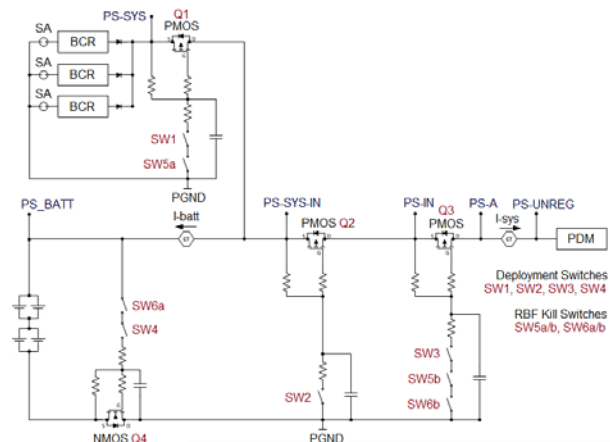 PS-SYS
Q1
PMOS
SA
BCR
SA
BCR
SA
BCR
S
D
G
SW1
SW5a
PGND
PS_BATT
I-batt
PS-SYS-IN
PMOS Q2
PS-IN
Q3
PMOS
PS-A
I-sys
PS-UNREG
PDM
Deployment Switches
SW1, SW2, SW3, SW4
RBF Kill Switches
SW5a/b, SW6a/b
SW6a
SW4
SW2
SW3
SW5b
SW6b
NMOS Q4
PGND